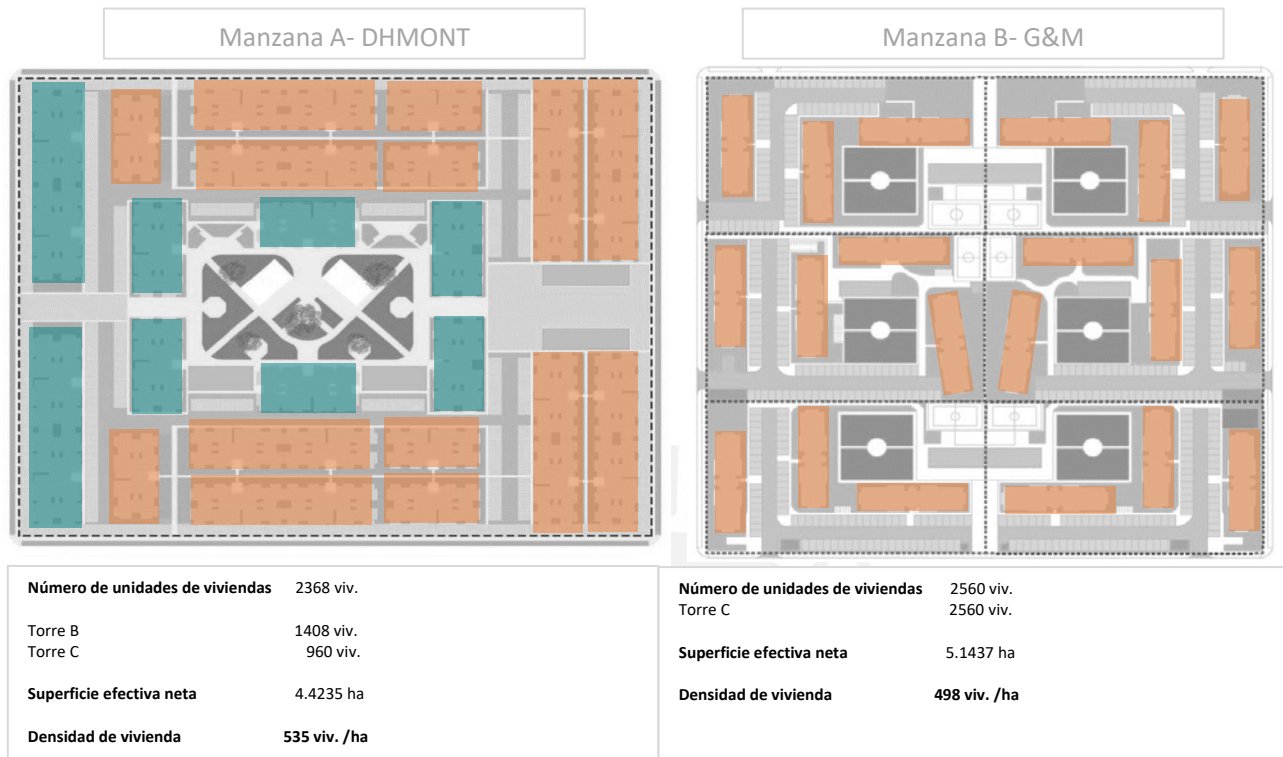 Manzana A- DHMONT
Manzana B- G&M
Número de unidades de viviendas 2368 viv.
Torre B 1408 viv.
Torre C 960 viv.
Superficie efectiva neta 4.4235 ha
Densidad de vivienda 535 viv. /ha
Número de unidades de viviendas 2560 viv.
Torre C 2560 viv.
Superficie efectiva neta 5.1437 ha
Densidad de vivienda 498 viv. /ha